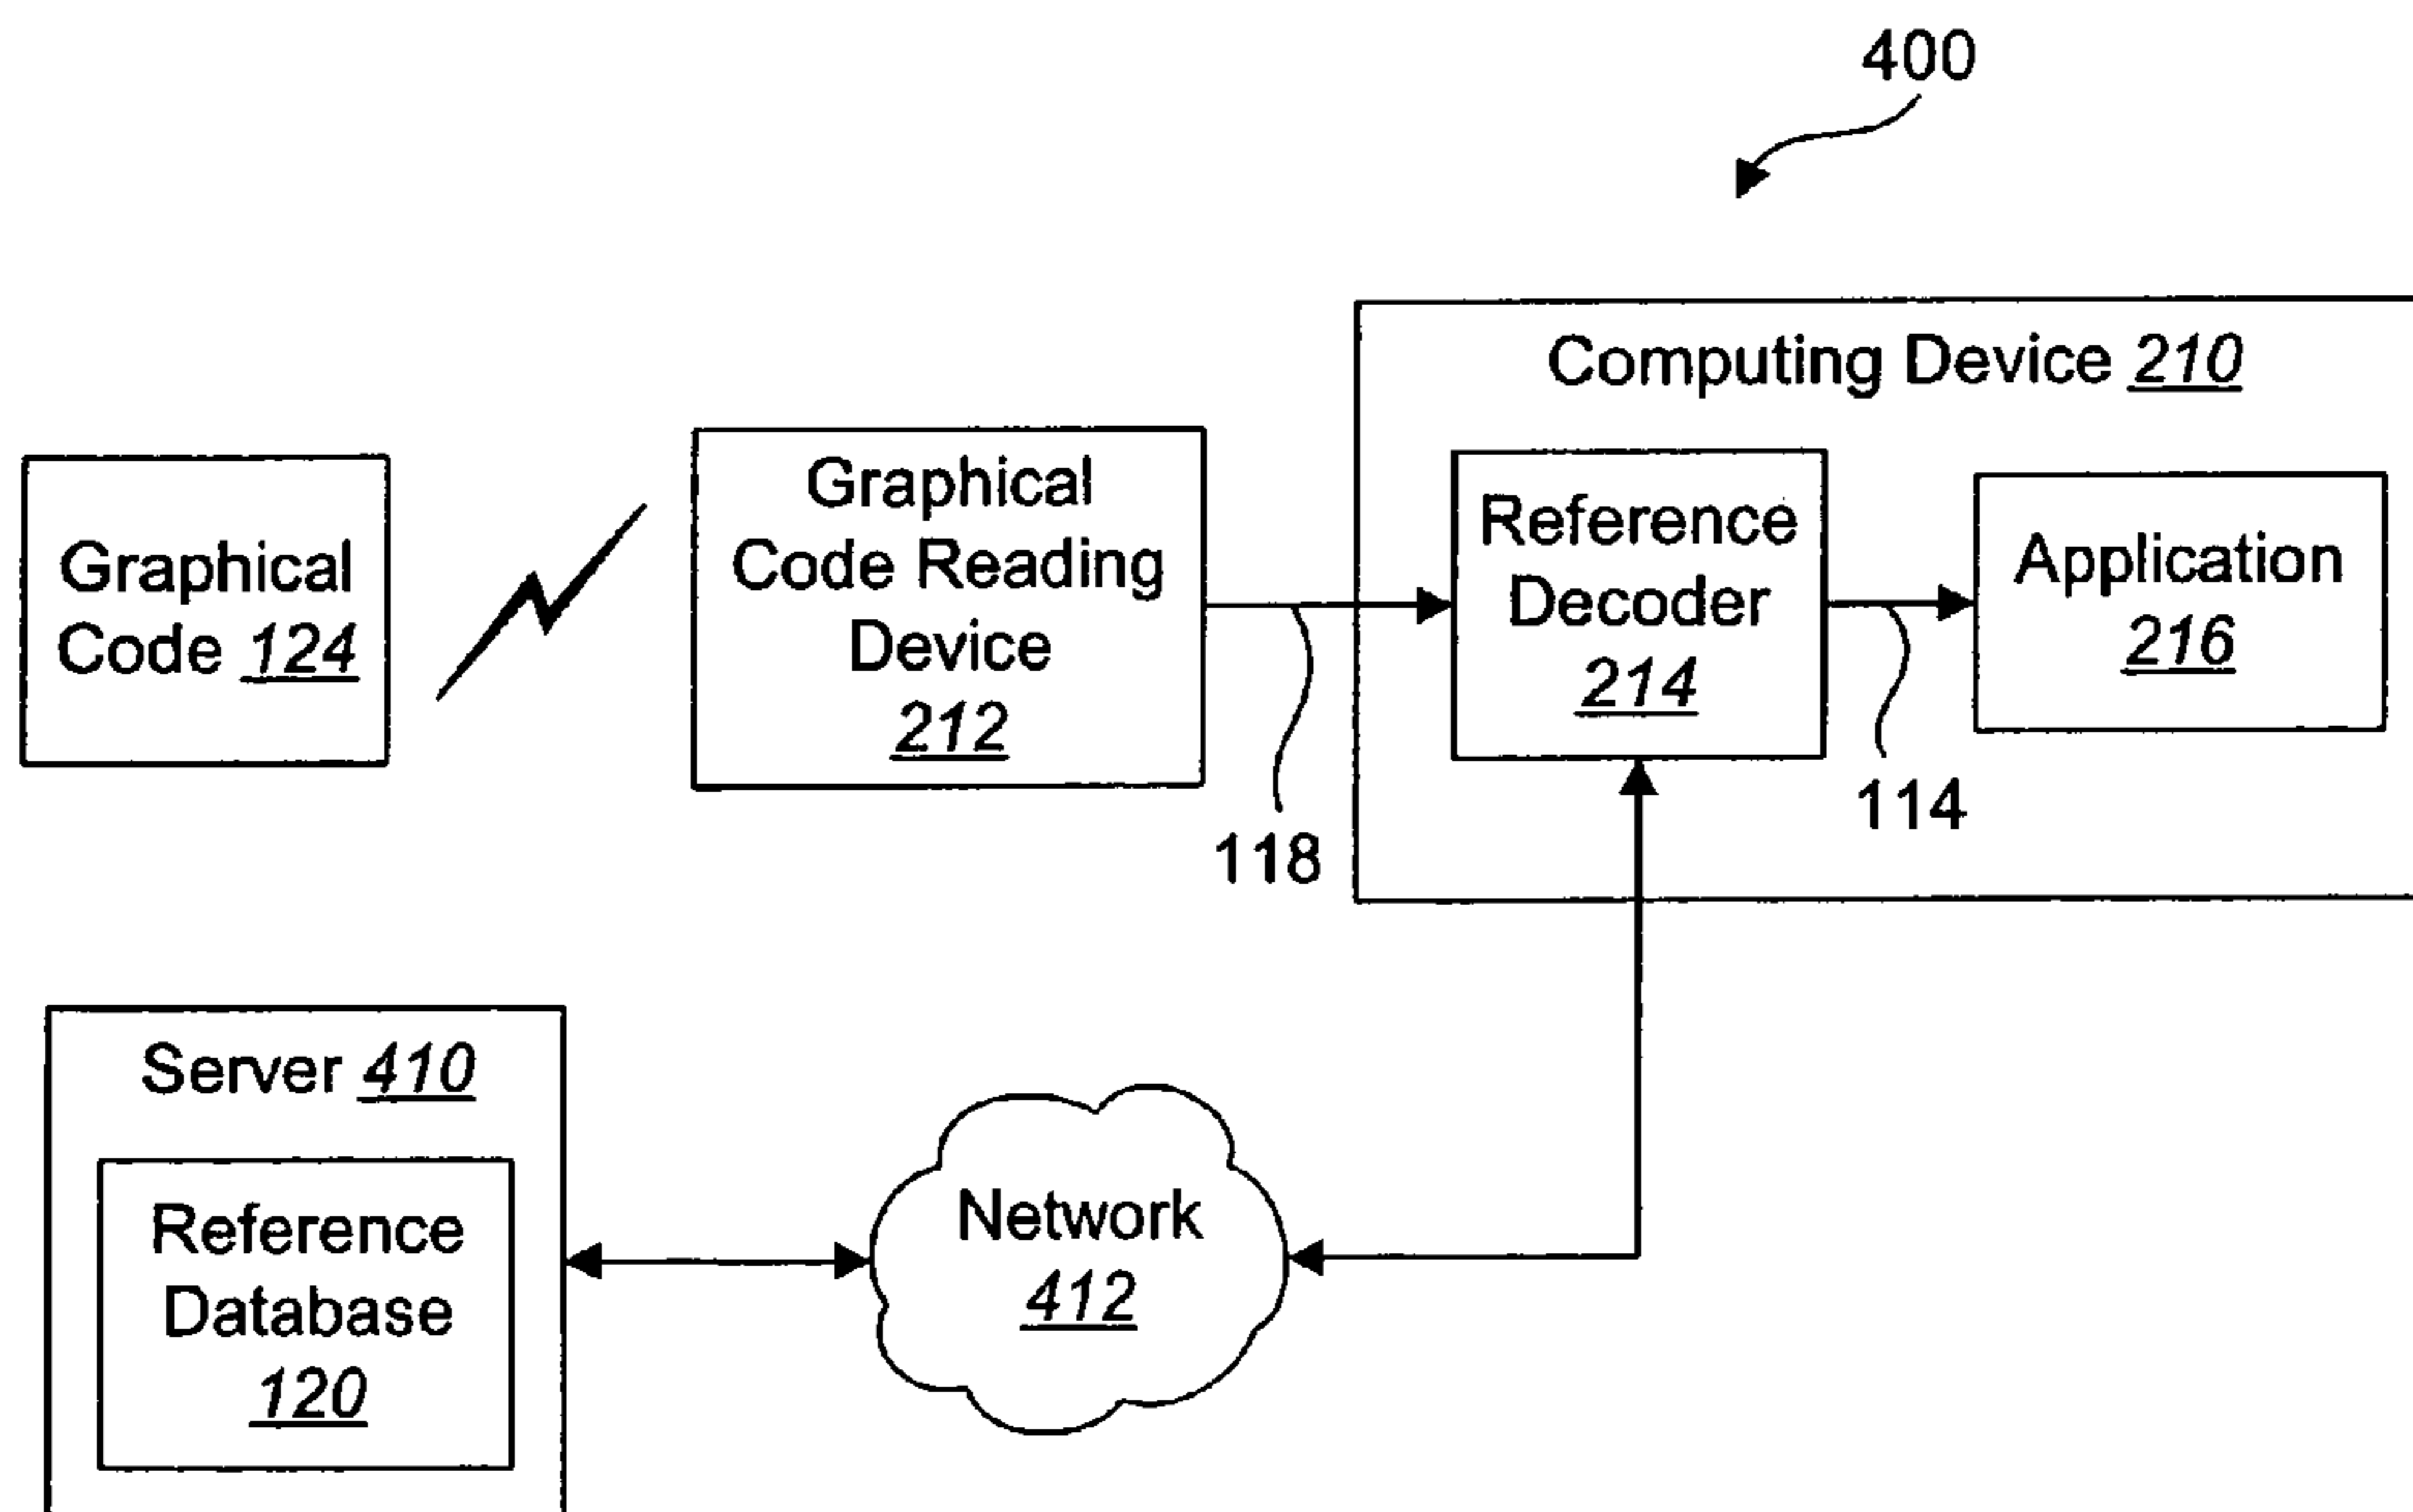 400
Computing Device 210
Graphical
Code 124
Graphical
Code Reading
Device
212
Reference
Decoder
214
Application
216
118
114
Server 410
Reference
Database
120
Network
412